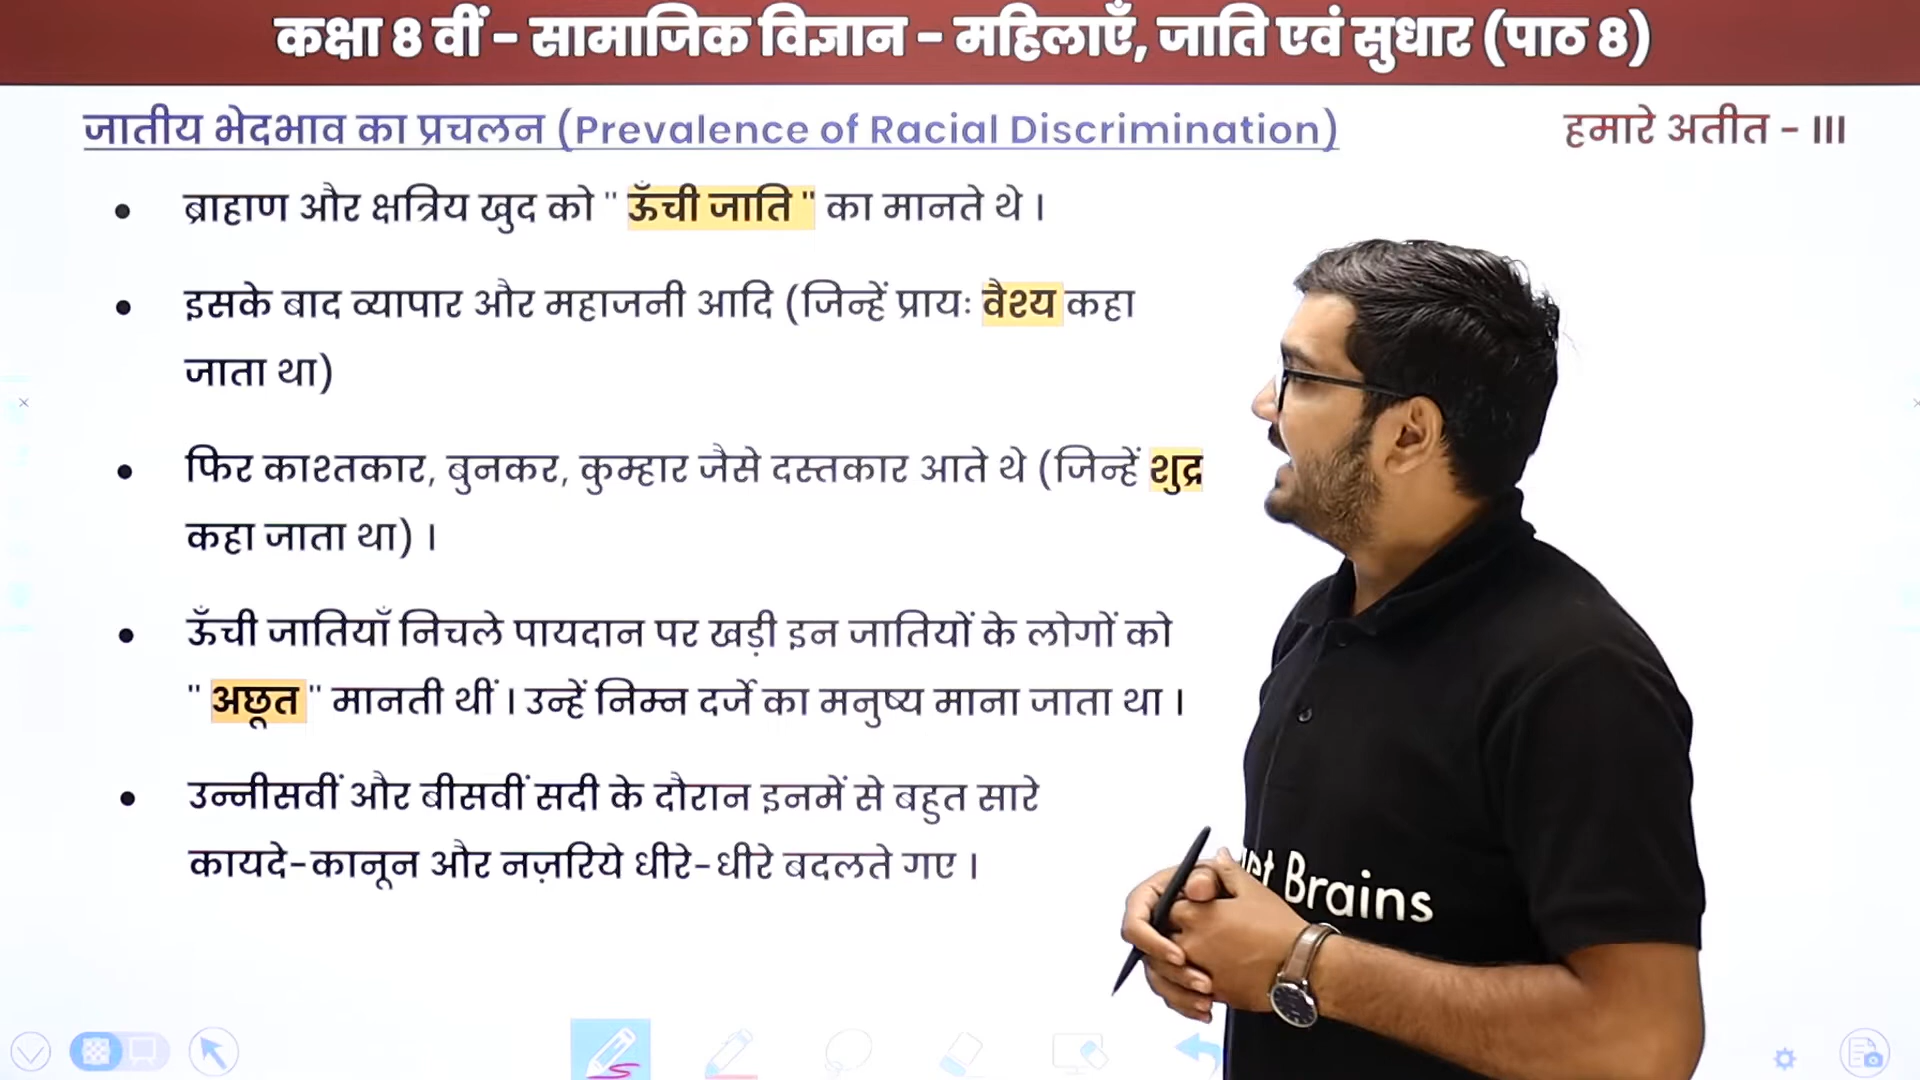 कक्षा 8 वीं - सामाजिक विज्ञान - महिलाएँ, जाति एवं सुधार (पाठ 8)
जातीय भेदभाव का प्रचलन (Prevalence of Racial Discrimination)
हमारे अतीत - III
• ब्राहाण और क्षत्रिय खुद को " ऊँची जाति " का मानते थे ।
• इसके बाद व्यापार और महाजनी आदि (जिन्हें प्रायः वैश्य कहा
जाता था)
• फिर काश्तकार, बुनकर, कुम्हार जैसे दस्तकार आते थे (जिन्हें शुद्र
कहा जाता था) ।
• ऊँची जातियाँ निचले पायदान पर खड़ी इन जातियों के लोगों को
" अछूत " मानती थीं । उन्हें निम्न दर्जे का मनुष्य माना जाता था ।
• उन्नीसवीं और बीसवीं सदी के दौरान इनमें से बहुत सारे
कायदे-कानून और नज़रिये धीरे-धीरे बदलते गए ।
Brains